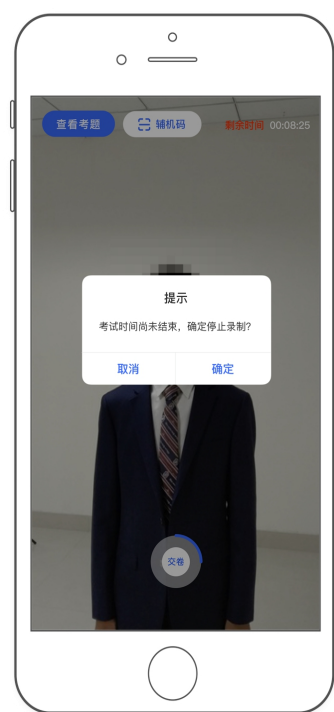 查看考题
辅机码
剩余时间 00:08:25
提示
考试时间尚未结束，确定停止录制?
取消
确定
交卷